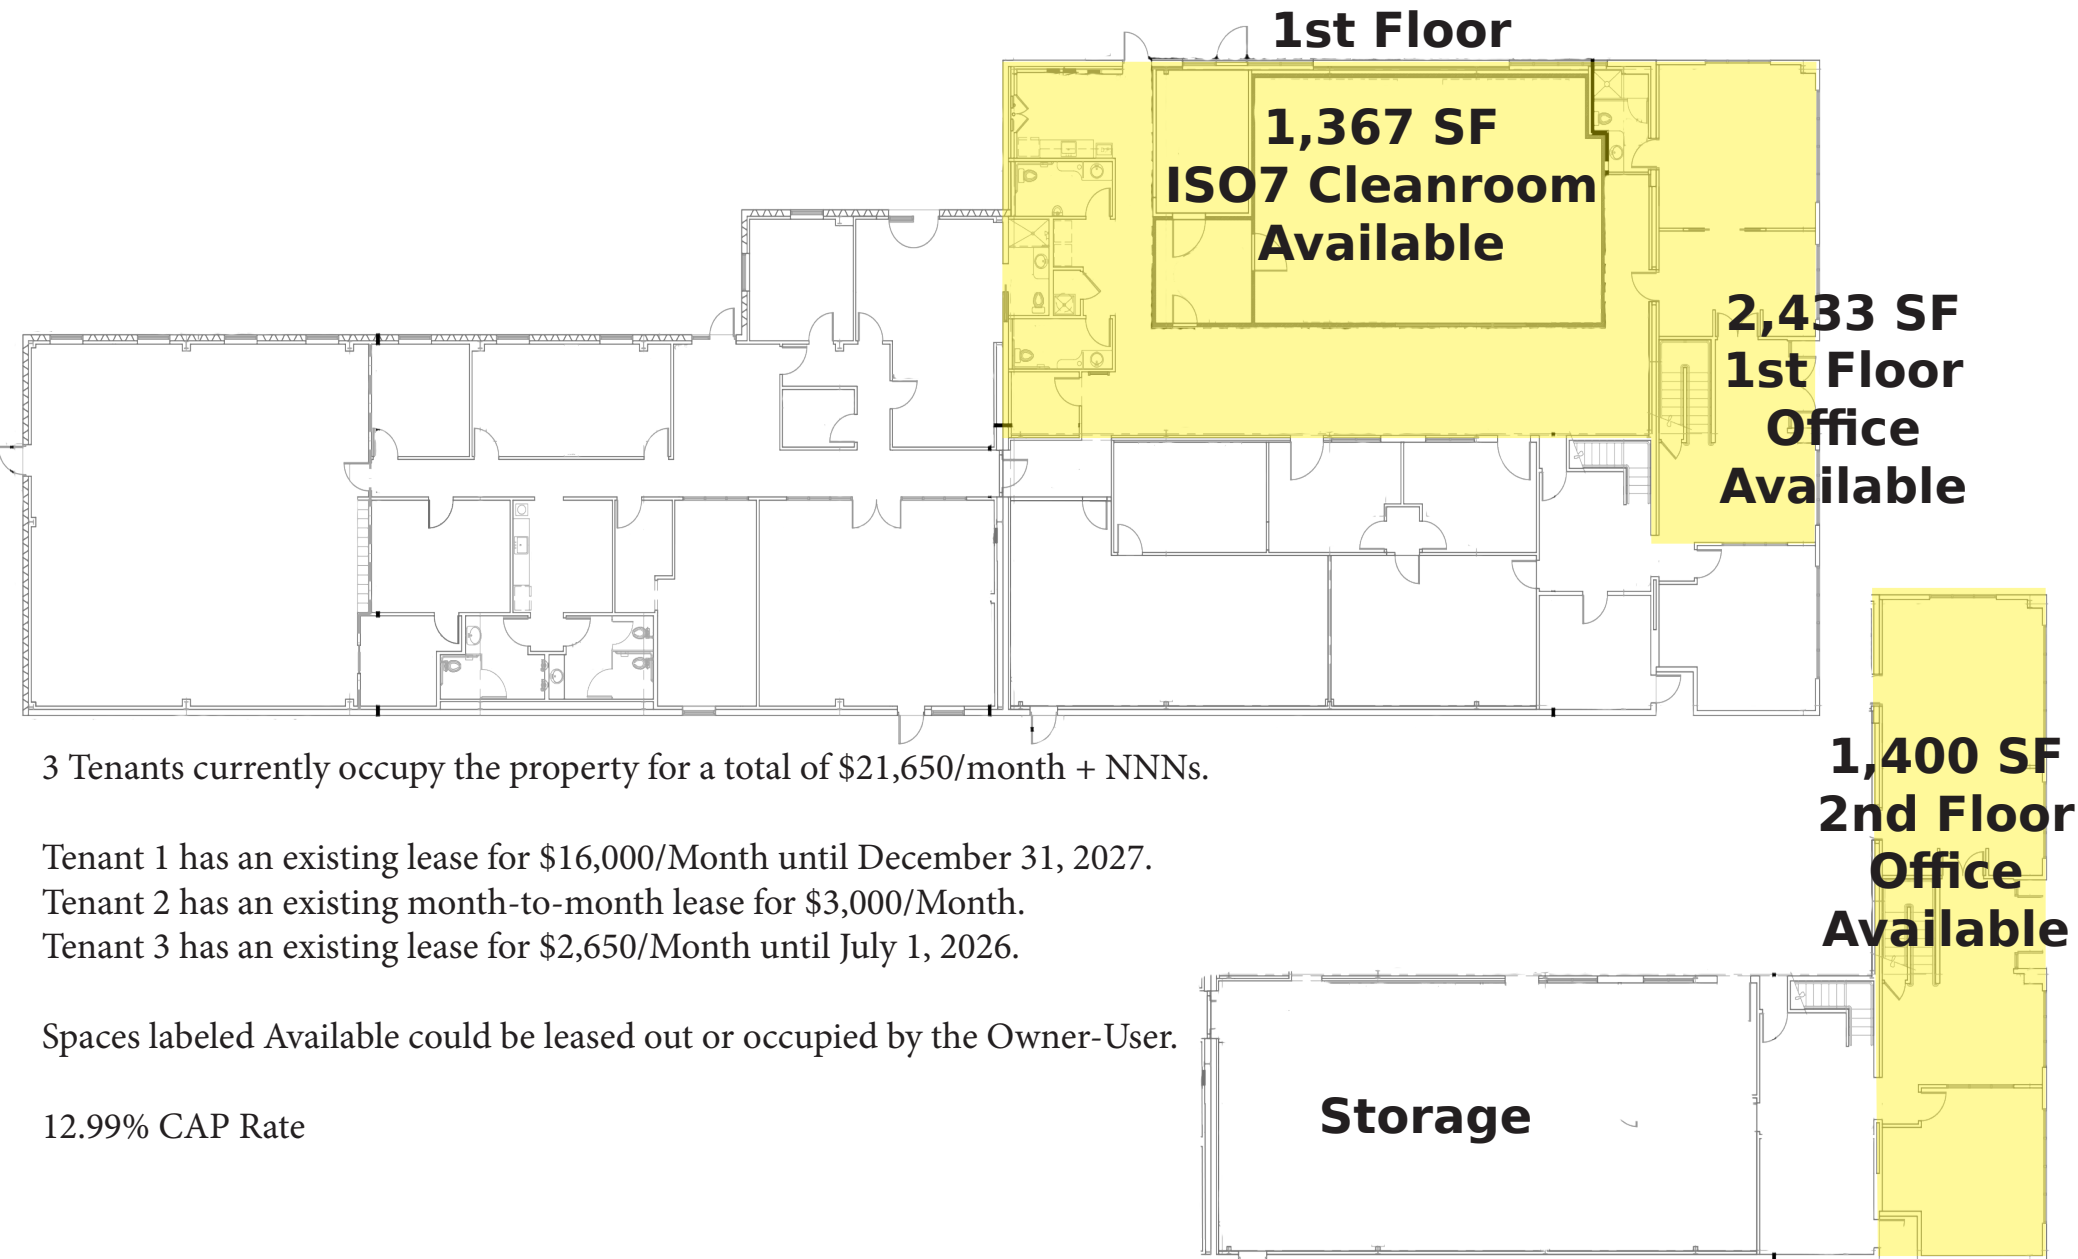 1st Floor
1,367 SF
ISO7 Cleanroom
Available
2,433 SF
1st Floor
Office
Available
3 Tenants currently occupy the property for a total of $21,650/month + NNNs.
Tenant 1 has an existing lease for $16,000/Month until December 31, 2027.
Tenant 2 has an existing month-to-month lease for $3,000/Month.
Tenant 3 has an existing lease for $2,650/Month until July 1, 2026.
Spaces labeled Available could be leased out or occupied by the Owner-User.
12.99% CAP Rate
1,400 SF
2nd Floor
Office
Available
Storage